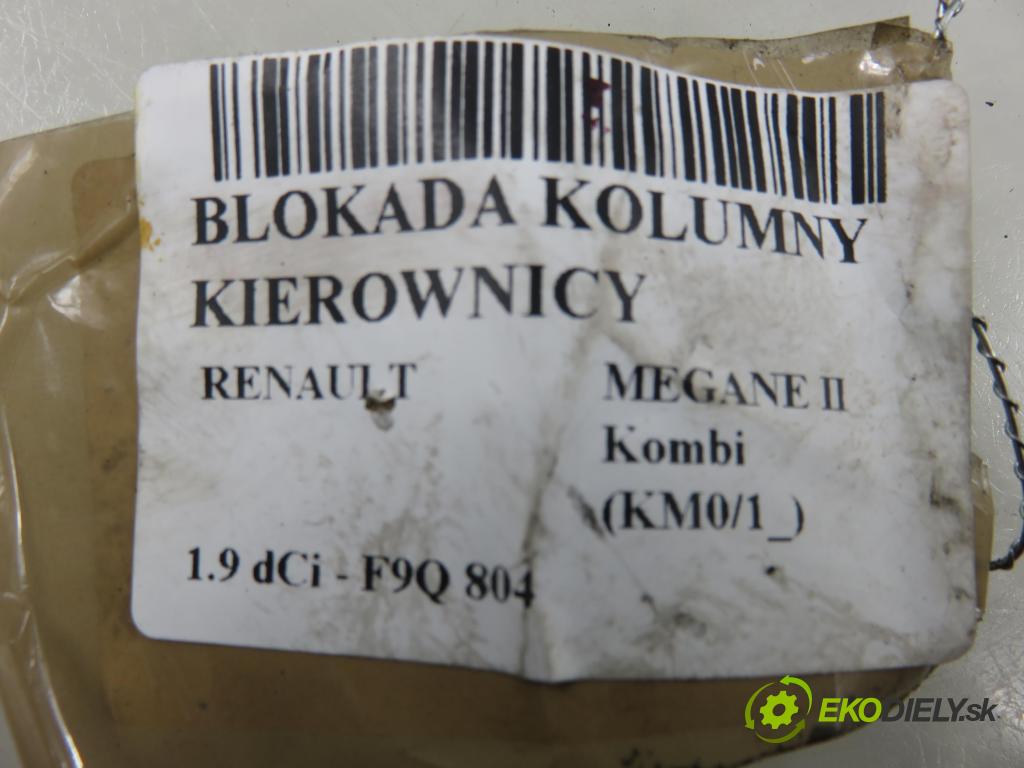 BLOKADA KOLUMNY
KIEROWNICY
RENAULT MEGANE II
Kombi
(KM0/1_)
1.9 dCi - F9Q 804
EKODIELY.sk